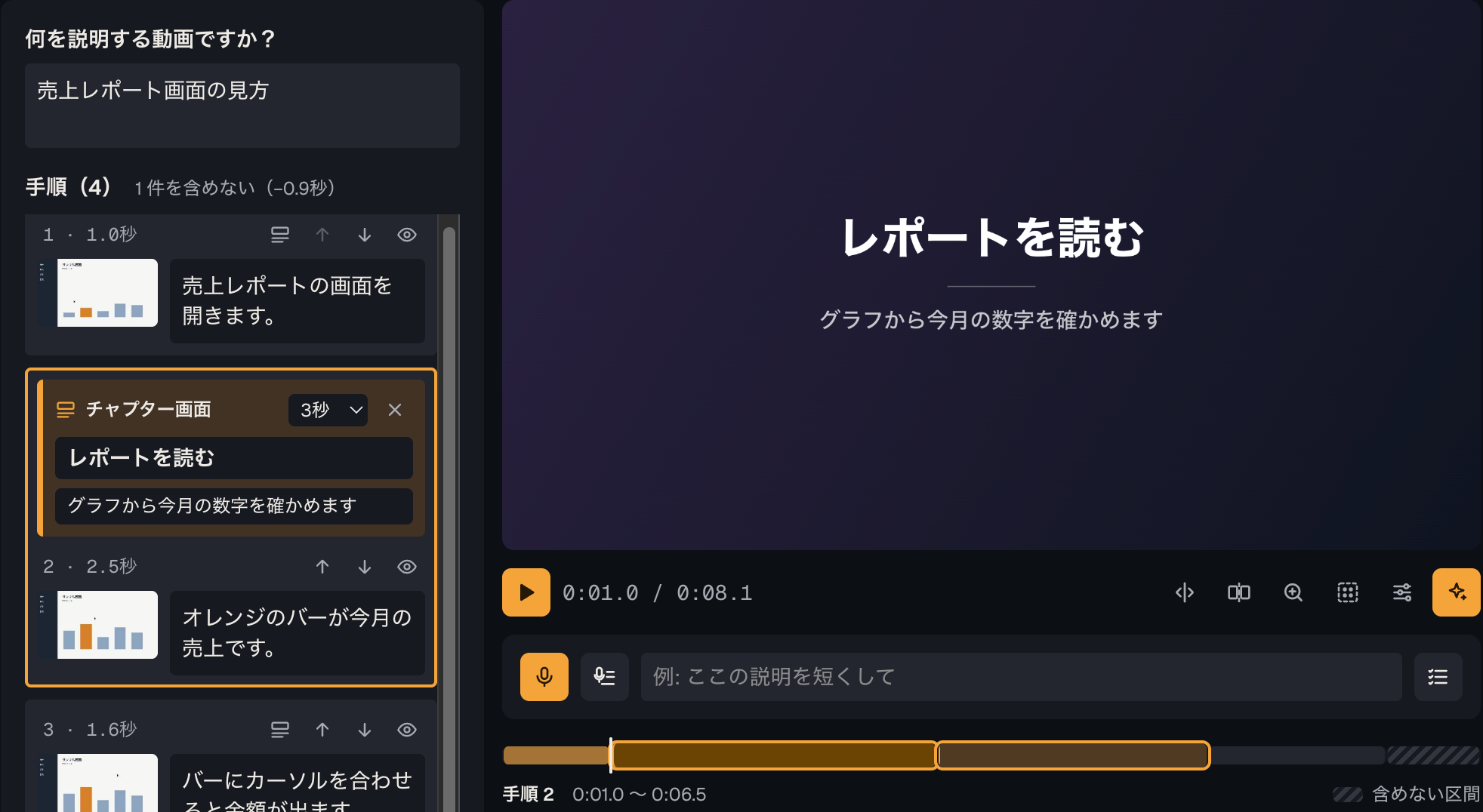 何を説明する動画ですか？
売上レポート画面の見方
手順（4） 1件を含めない（−0.9秒）
1 · 1.0秒
売上レポートの画面を
開きます。
チャプター画面 3秒
レポートを読む
グラフから今月の数字を確かめます
2 · 2.5秒
オレンジのバーが今月の
売上です。
3 · 1.6秒
バーにカーソルを合わせ
ると金額が出ます
レポートを読む
グラフから今月の数字を確かめます
0:01.0 / 0:08.1
例: ここの説明を短くして
手順 2 0:01.0 〜 0:06.5
含めない区間